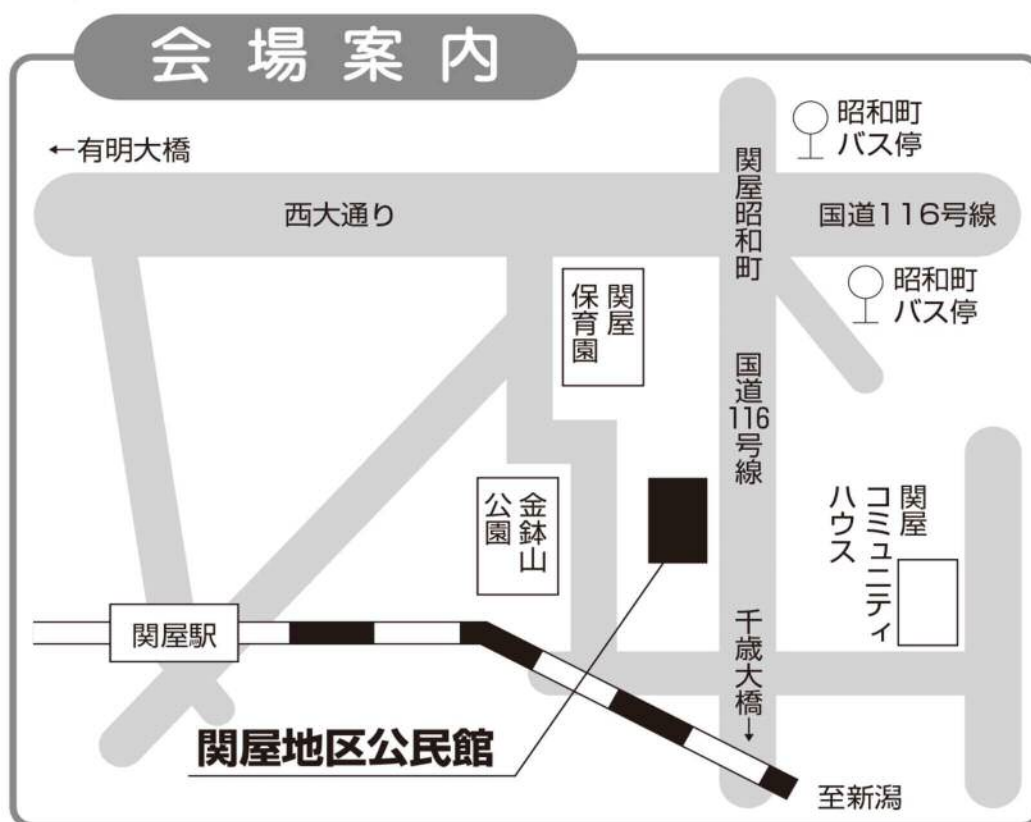 会場案内
←有明大橋
西大通り
関屋昭和町
国道116号線
昭和町
バス停
昭和町
バス停
関屋
保育園
国道
116
号線
金鉢山
公園
関屋
コミュニティ
ハウス
関屋駅
千歳大橋→
関屋地区公民館
至新潟